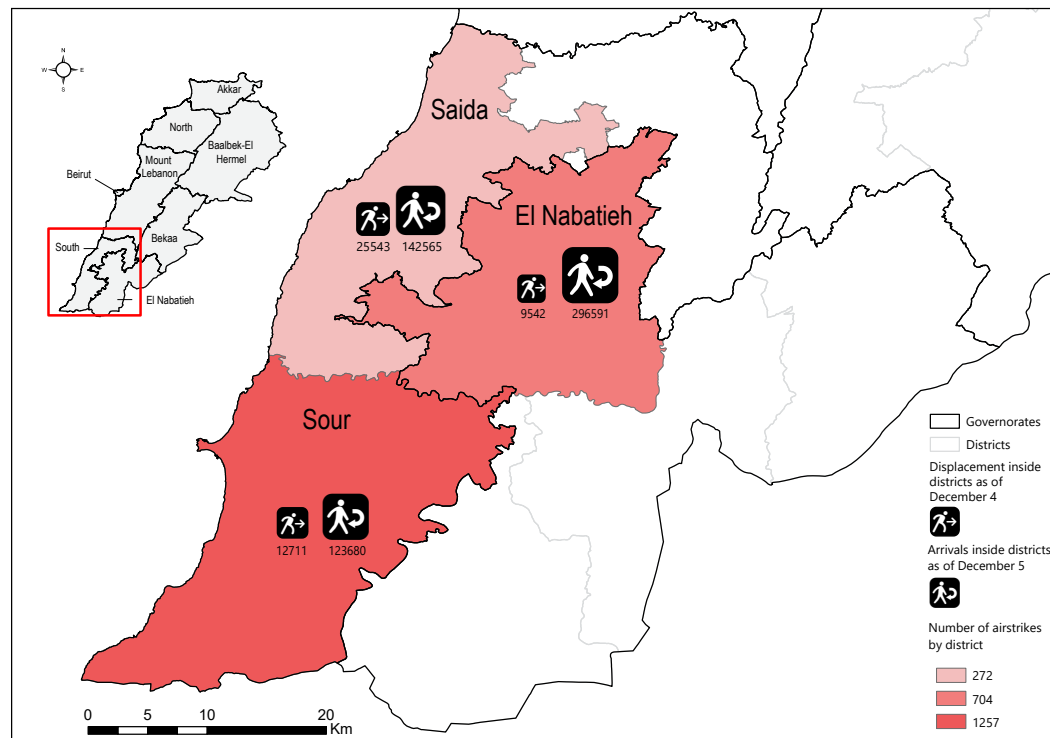 N
W
E
S
Akkar
North
Baalbek-El
Hermel
Mount
Lebanon
Beirut
Bekaa
South
El Nabatieh
Saida
25543
142565
El Nabatieh
9542
296591
Sour
12711
123680
Governorates
Districts
Displacement inside
districts as of
December 4
Arrivals inside districts
as of December 5
Number of airstrikes
by district
272
704
1257
0
5
10
20
Km